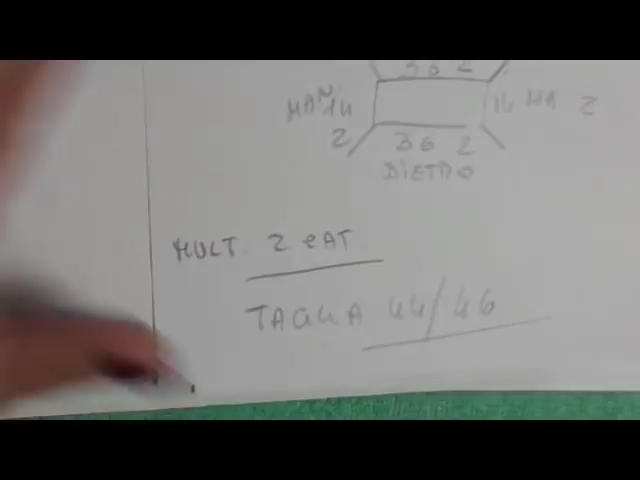 36 2
MAN 14 14 MA 2
2 36 2
DIETRO
MULT. 2 CAT.
TAGLIA 44/46